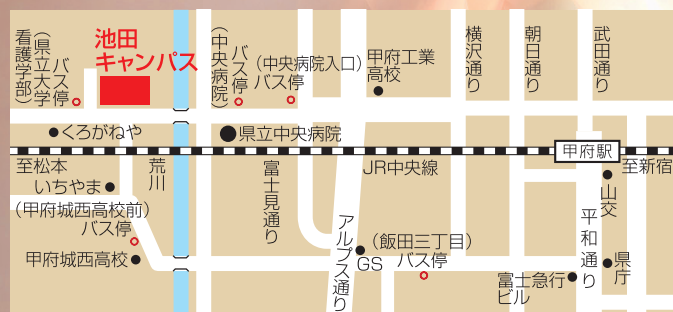 池田
キャンパス
バス停
（県立大学
看護学部）
バス停
（中央病院）
（中央病院入口）
バス停
甲府工業
高校
横沢通り
朝日通り
武田通り
くろがねや
県立中央病院
甲府駅
至松本
荒川
富士見通り
JR中央線
至新宿
いちやま
（甲府城西高校前）
バス停
甲府城西高校
アルプス通り
GS
（飯田三丁目）
バス停
平和通り
山交
県庁
富士急行
ビル